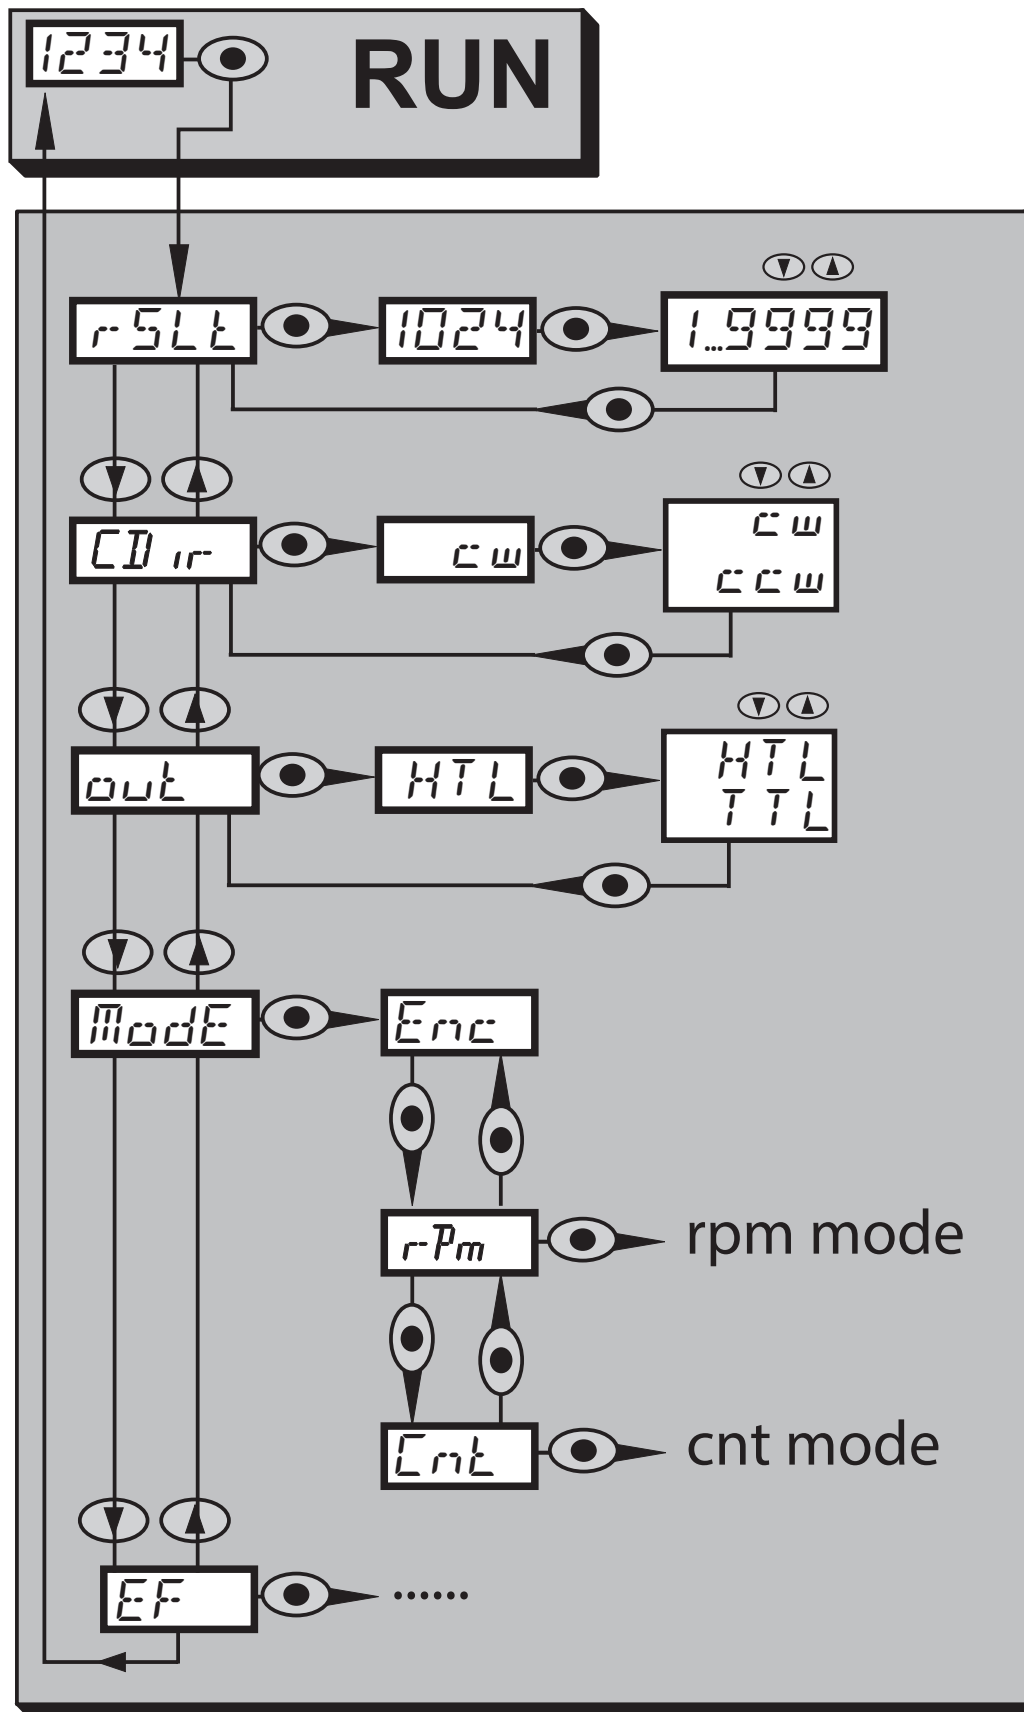 1234
RUN
rSLt
1024
1...9999
CDir
cw
cw
ccw
out
HTL
HTL
TTL
ModE
Enc
rPm
rpm mode
Cnt
cnt mode
EF
......